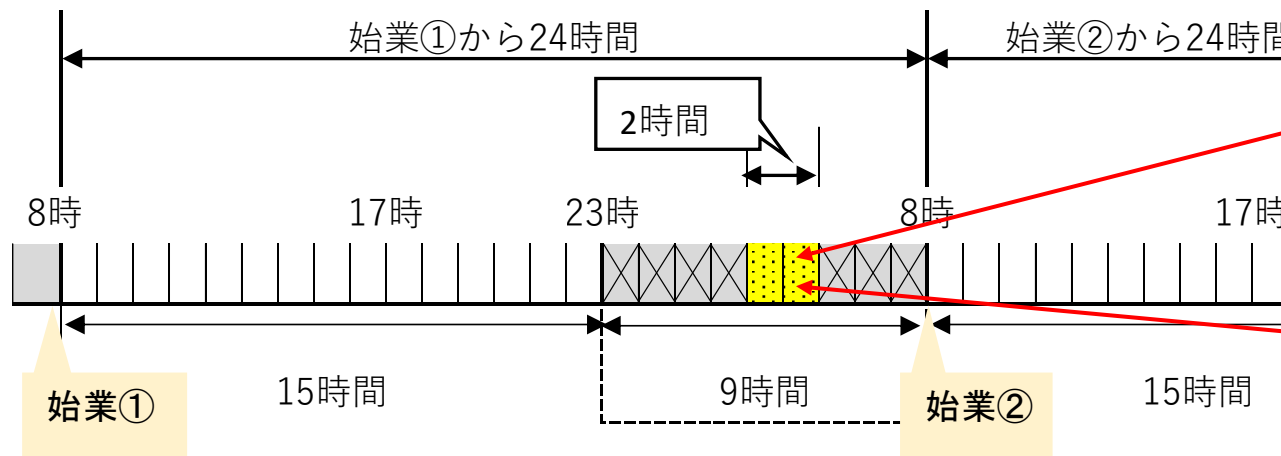 始業①から24時間
始業②から24時間
2時間
8時
17時
23時
8時
17時
15時間
9時間
15時間
始業①
始業②